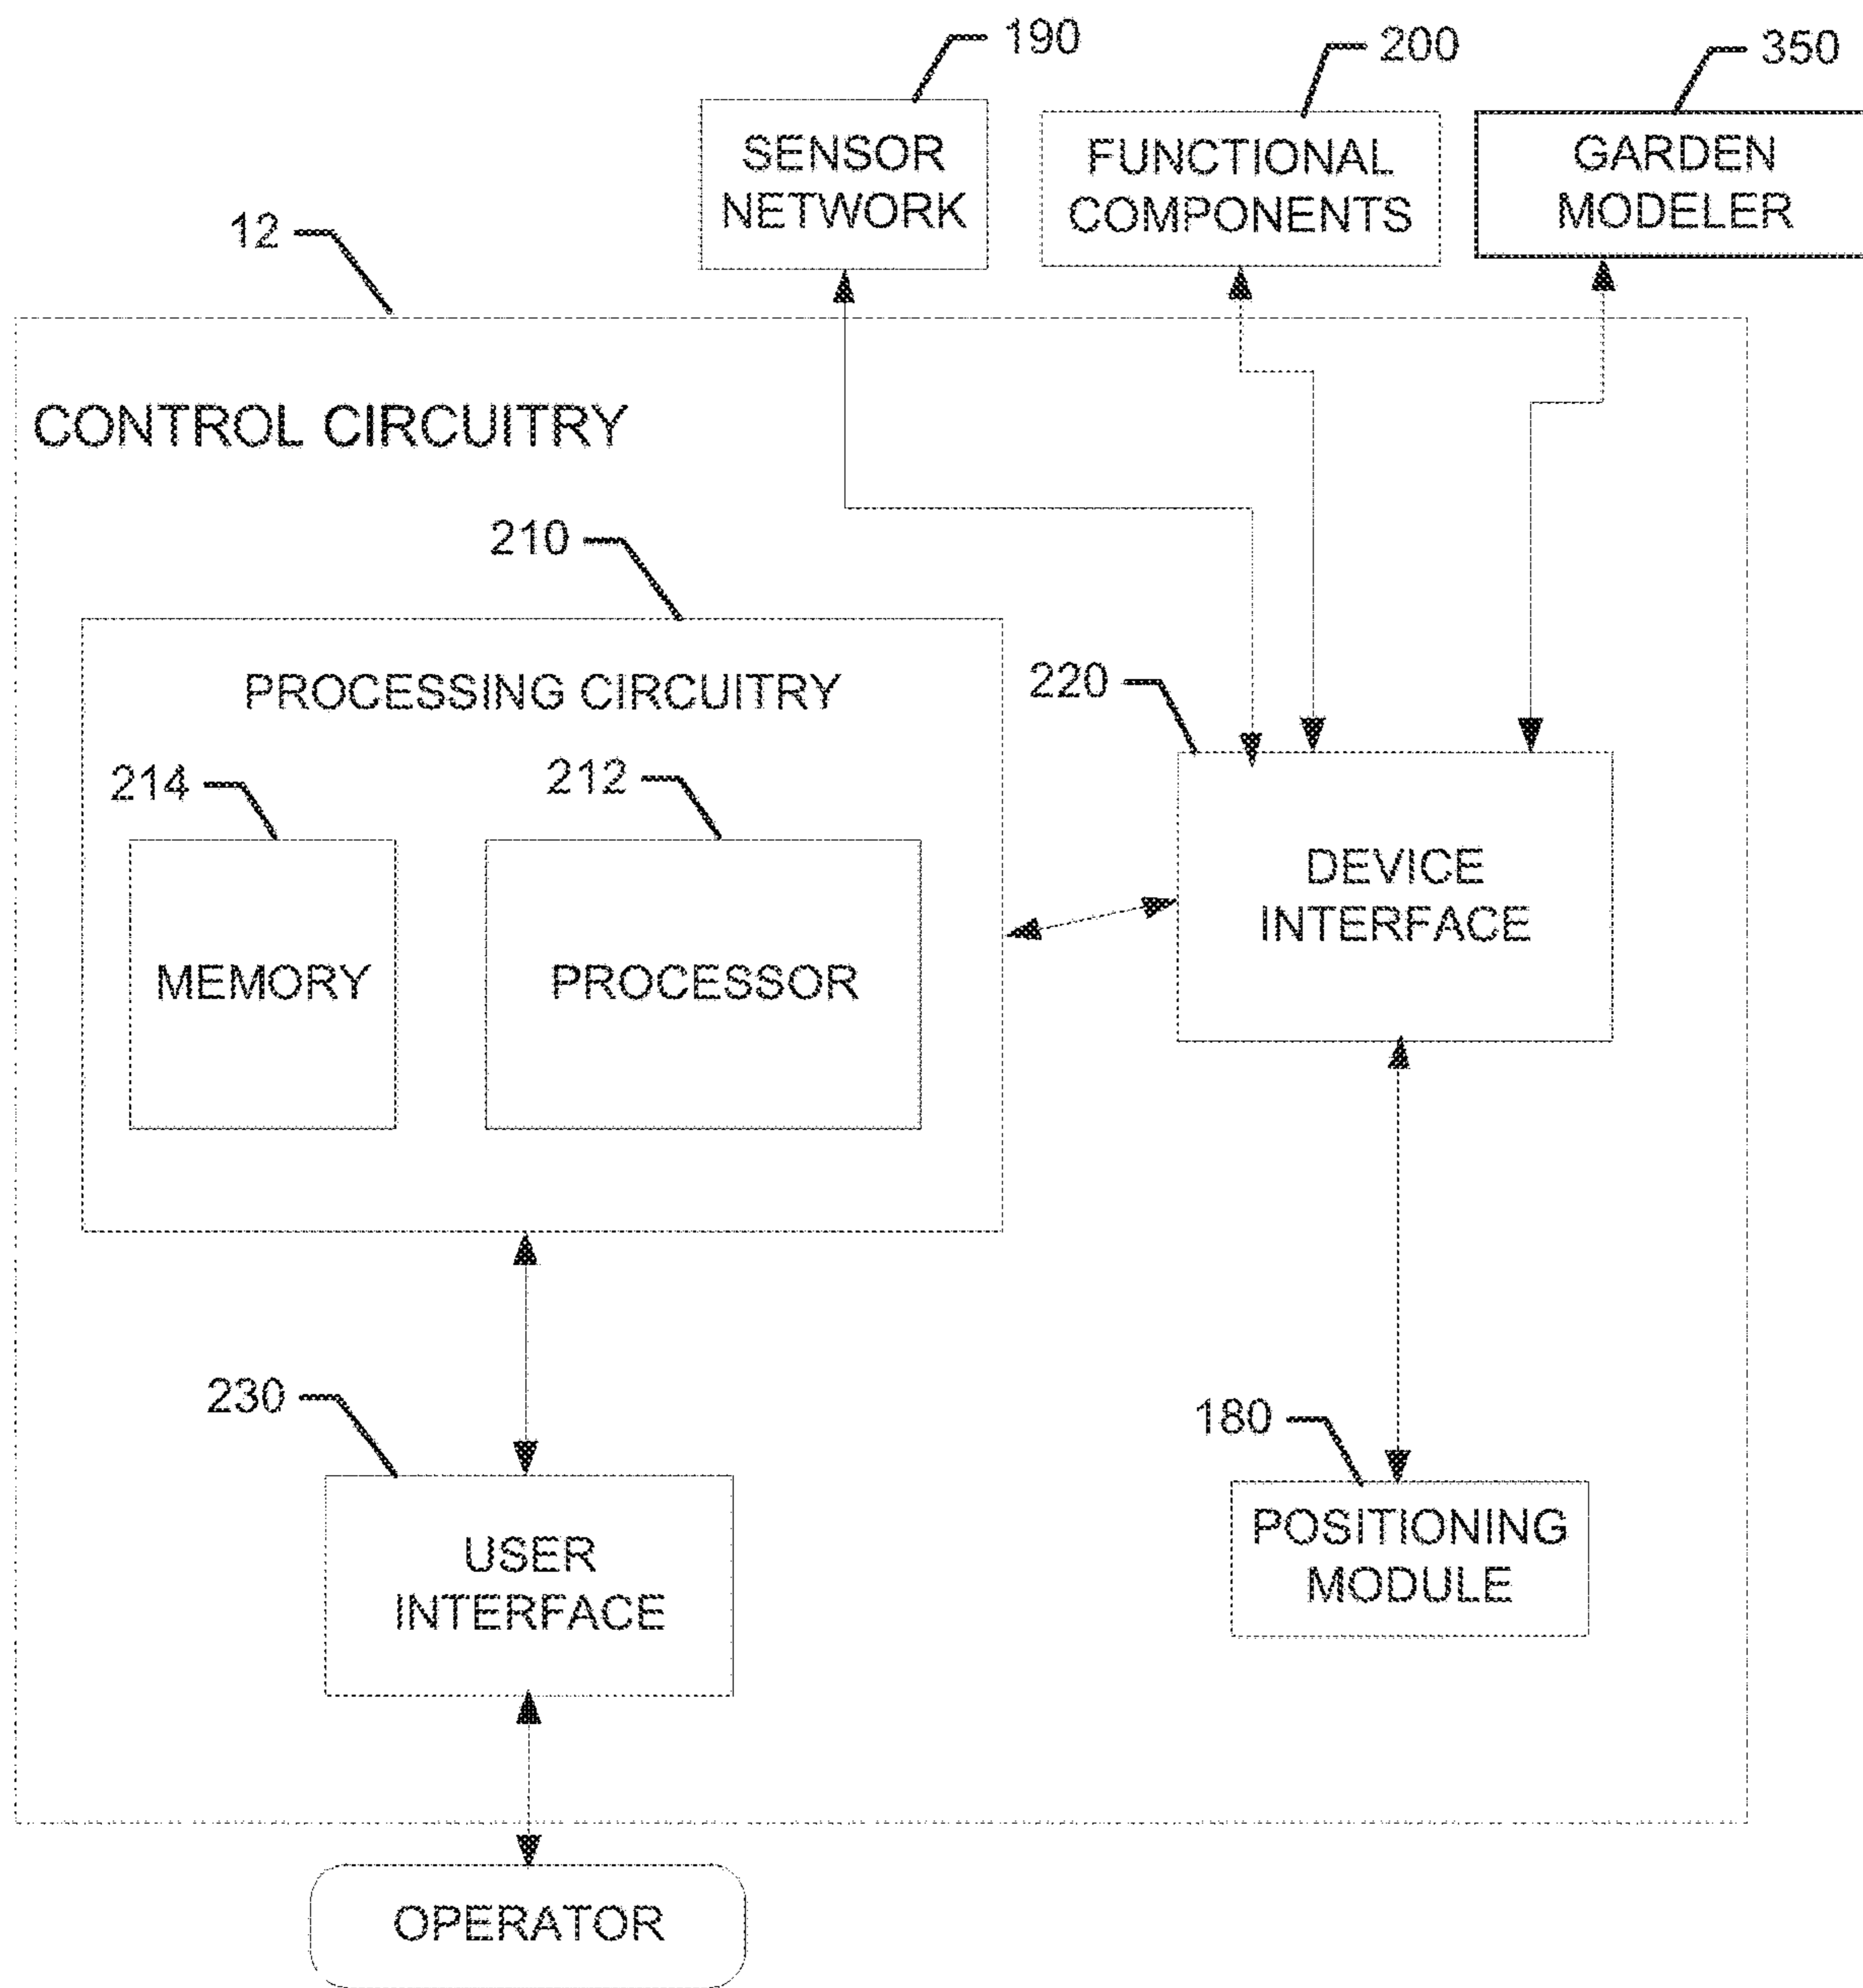 190
200
350
SENSOR
NETWORK
FUNCTIONAL
COMPONENTS
GARDEN
MODELER
12
CONTROL CIRCUITRY
210
PROCESSING CIRCUITRY
220
214
212
DEVICE
INTERFACE
MEMORY
PROCESSOR
230
180
USER
INTERFACE
POSITIONING
MODULE
OPERATOR